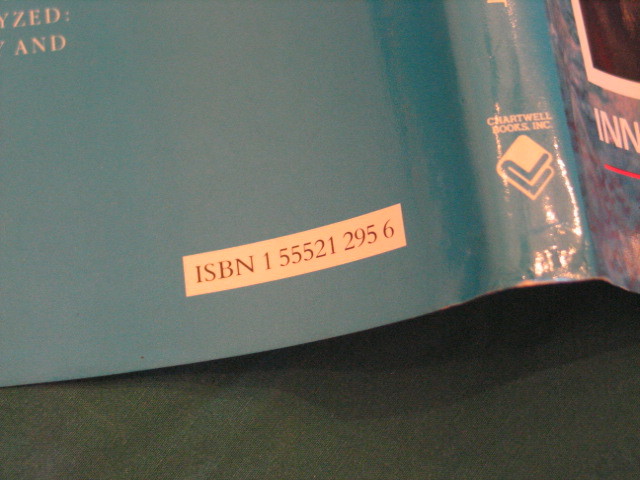 YZED:
Y AND
CHARTWELL
BOOKS, INC.
INN
ISBN 1 55521 295 6